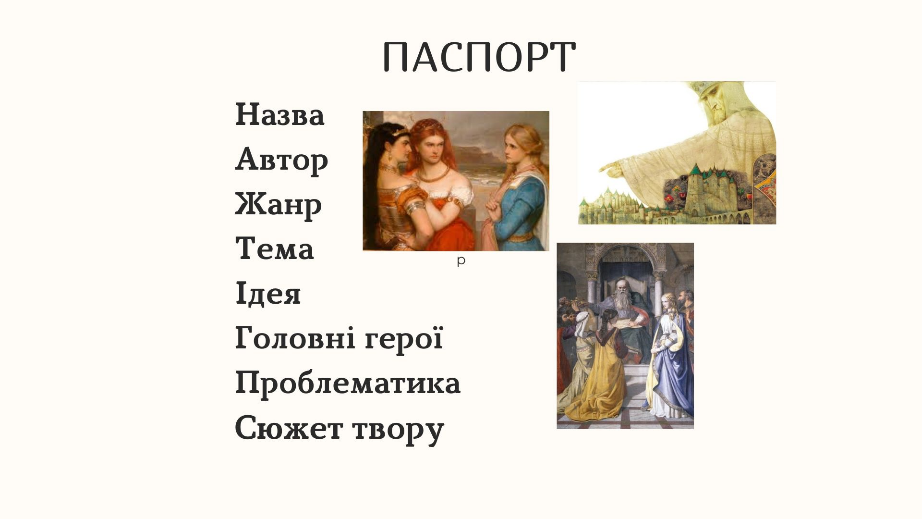 ПАСПОРТ
Назва
Автор
Жанр
Тема
р
Ідея
Головні герої
Проблематика
Сюжет твору